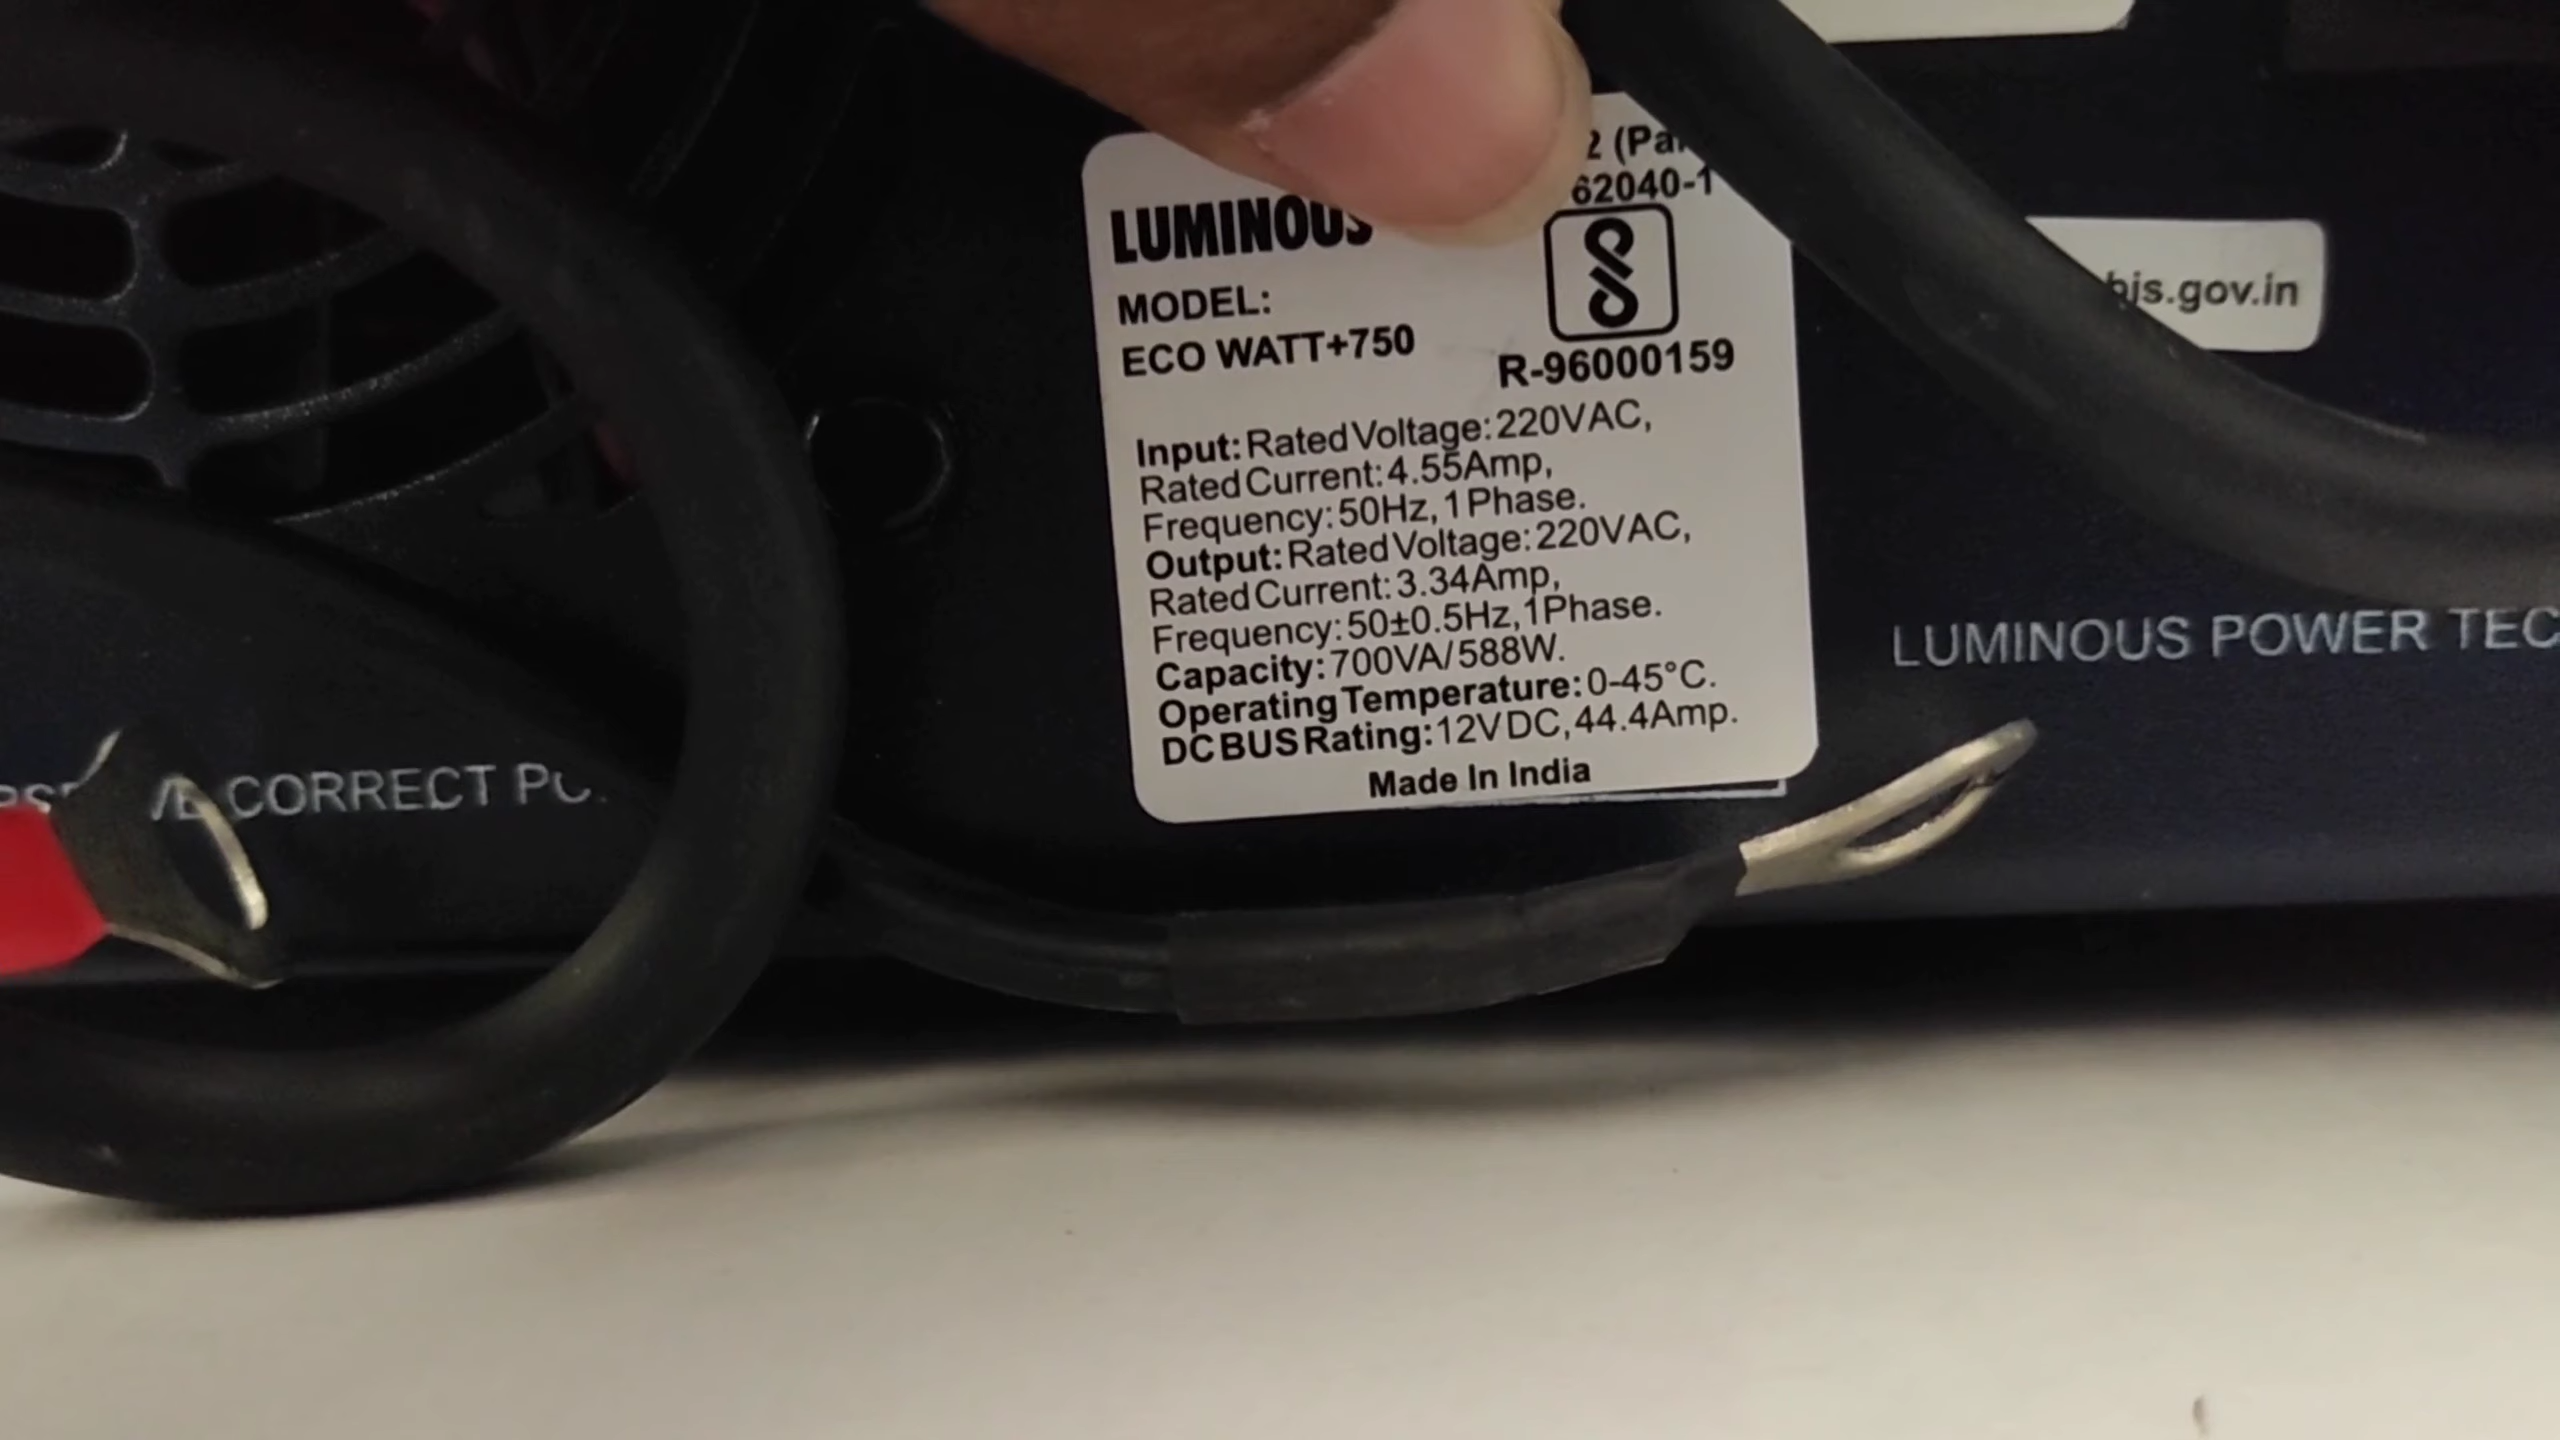 2 (Pa
62040-1
LUMINOUS
MODEL:
ECO WATT+750
R-96000159
Input: Rated Voltage: 220VAC,
Rated Current: 4.55Amp,
Frequency: 50Hz, 1 Phase.
Output: Rated Voltage: 220VAC,
Rated Current: 3.34Amp,
Frequency: 50±0.5Hz, 1 Phase.
Capacity: 700VA/588W.
Operating Temperature: 0-45°C.
DC BUS Rating: 12VDC, 44.4Amp.
Made In India
bis.gov.in
LUMINOUS POWER TEC
CORRECT